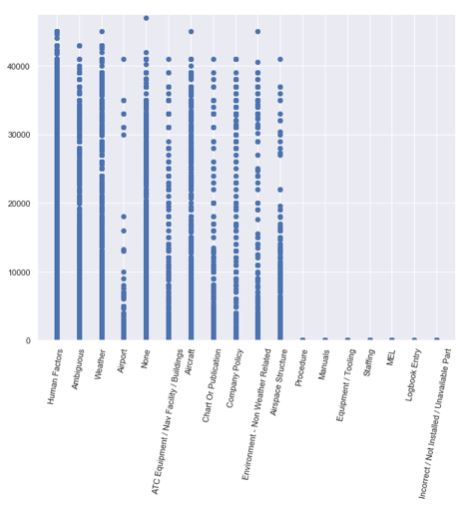 40000
30000
20000
10000
0
Human Factors
Ambiguous
Weather
Airport
None
ATC Equipment / Nav Facility / Buildings
Aircraft
Chart Or Publication
Company Policy
Environment - Non Weather Related
Airspace Structure
Procedure
Manuals
Equipment / Tooling
Staffing
MEL
Logbook Entry
Incorrect / Not Installed / Unavailable Part